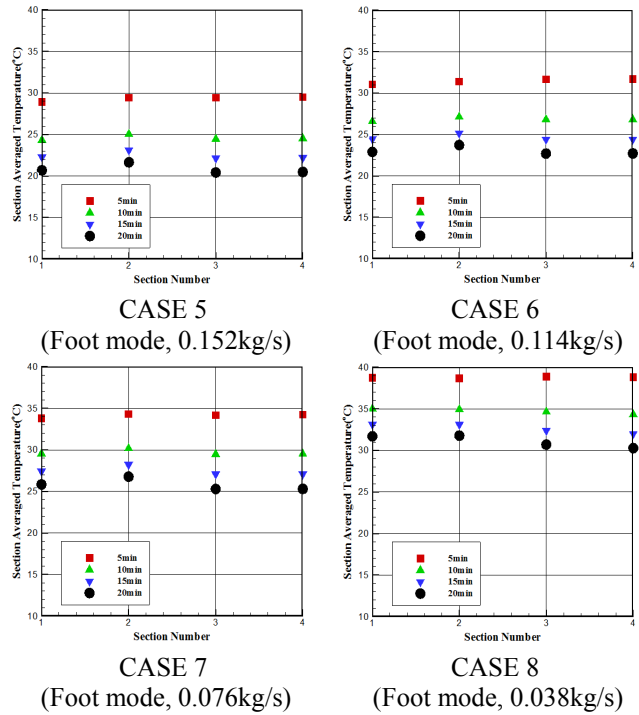 40
35
30
25
20
15
10
Section Averaged Temperature(°C)
5min
10min
15min
20min
1 2 3 4
Section Number
CASE 5
(Foot mode, 0.152kg/s)
40
35
30
25
20
15
10
Section Averaged Temperature(°C)
5min
10min
15min
20min
1 2 3 4
Section Number
CASE 6
(Foot mode, 0.114kg/s)
40
35
30
25
20
15
10
Section Averaged Temperature(°C)
5min
10min
15min
20min
1 2 3 4
Section Number
CASE 7
(Foot mode, 0.076kg/s)
40
35
30
25
20
15
10
Section Averaged Temperature(°C)
5min
10min
15min
20min
1 2 3 4
Section Number
CASE 8
(Foot mode, 0.038kg/s)